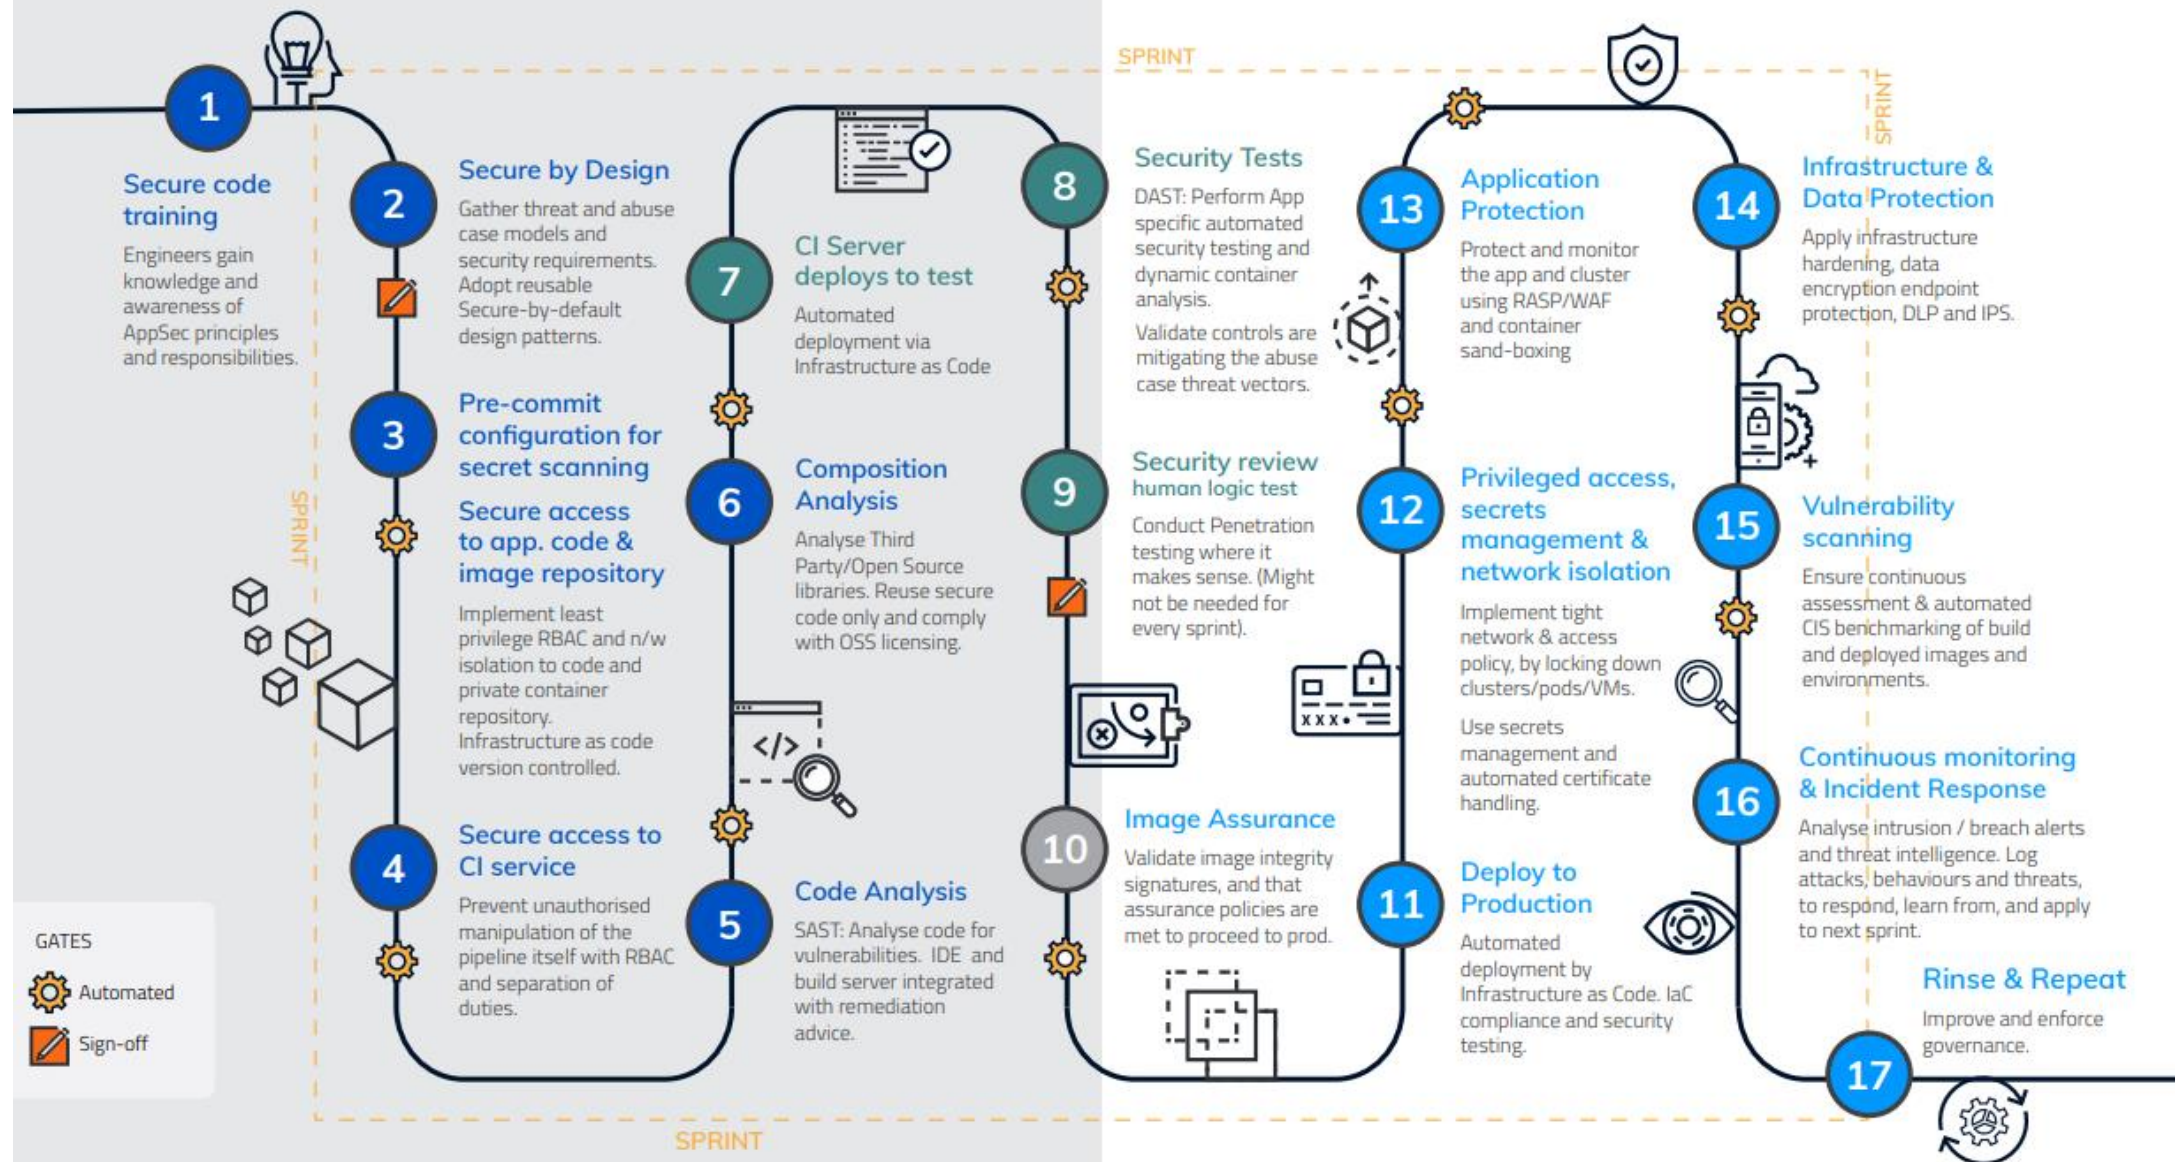 SPRINT
SPRINT
SPRINT
SPRINT
1
Secure code
training
Engineers gain
knowledge and
awareness of
AppSec principles
and responsibilities.
2
Secure by Design
Gather threat and abuse
case models and
security requirements.
Adopt reusable
Secure-by-default
design patterns.
3
Pre-commit
configuration for
secret scanning
Secure access
to app. code &
image repository
Implement least
privilege RBAC and n/w
isolation to code and
private container
repository.
Infrastructure as code
version controlled.
4
Secure access to
CI service
Prevent unauthorised
manipulation of the
pipeline itself with RBAC
and separation of
duties.
5
Code Analysis
SAST: Analyse code for
vulnerabilities. IDE and
build server integrated
with remediation
advice.
6
Composition
Analysis
Analyse Third
Party/Open Source
libraries. Reuse secure
code only and comply
with OSS licensing.
</>
7
CI Server
deploys to test
Automated
deployment via
Infrastructure as Code
8
Security Tests
DAST: Perform App
specific automated
security testing and
dynamic container
analysis.
Validate controls are
mitigating the abuse
case threat vectors.
9
Security review
human logic test
Conduct Penetration
testing where it
makes sense. (Might
not be needed for
every sprint).
10
Image Assurance
Validate image integrity
signatures, and that
assurance policies are
met to proceed to prod.
11
Deploy to
Production
Automated
deployment by
Infrastructure as Code. IaC
compliance and security
testing.
12
Privileged access,
secrets
management &
network isolation
Implement tight
network & access
policy, by locking down
clusters/pods/VMs.
Use secrets
management and
automated certificate
handling.
XXX•
13
Application
Protection
Protect and monitor
the app and cluster
using RASP/WAF
and container
sand-boxing
14
Infrastructure &
Data Protection
Apply infrastructure
hardening, data
encryption endpoint
protection, DLP and IPS.
15
Vulnerability
scanning
Ensure continuous
assessment & automated
CIS benchmarking of build
and deployed images and
environments.
16
Continuous monitoring
& Incident Response
Analyse intrusion / breach alerts
and threat intelligence. Log
attacks, behaviours and threats,
to respond, learn from, and apply
to next sprint.
17
Rinse & Repeat
Improve and enforce
governance.
GATES
Automated
Sign-off